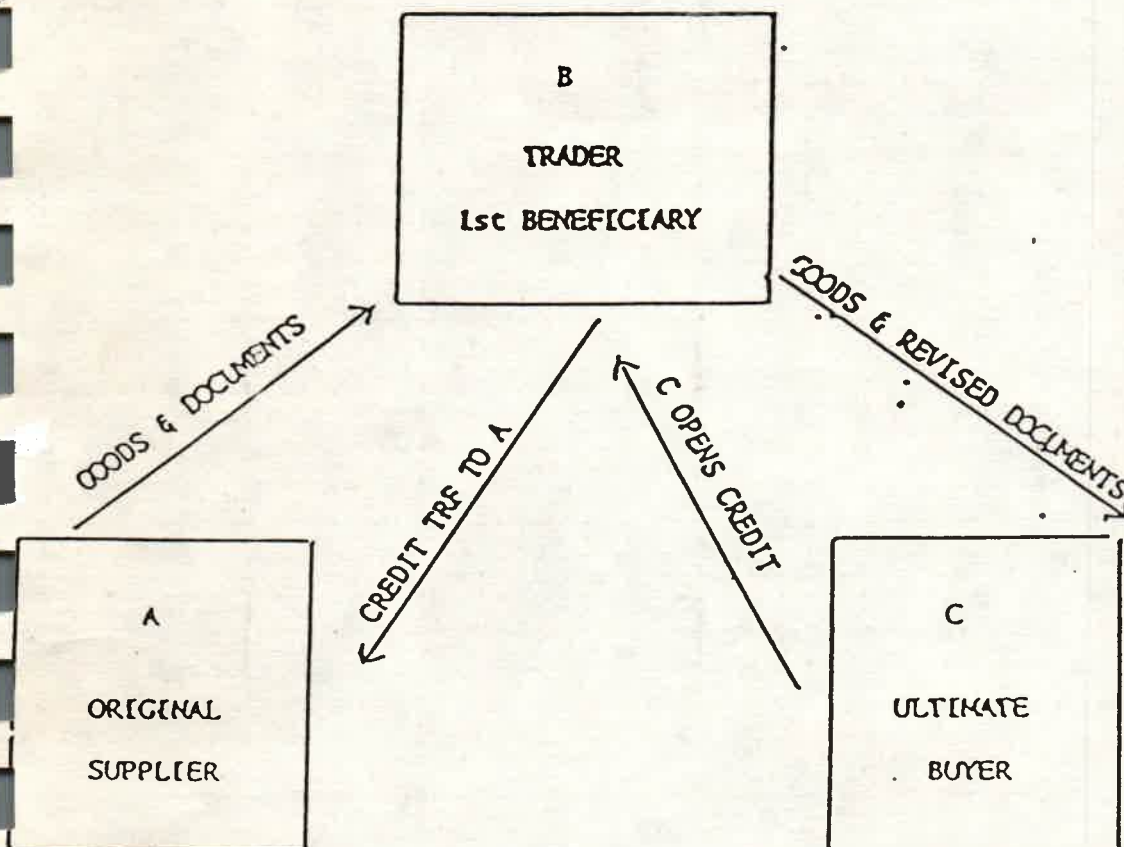 B
TRADER
1st BENEFICIARY
GOODS & DOCUMENTS
CREDIT TRF TO A
C OPENS CREDIT
GOODS & REVISED DOCUMENTS
A
ORIGINAL
SUPPLIER
C
ULTIMATE
BUYER